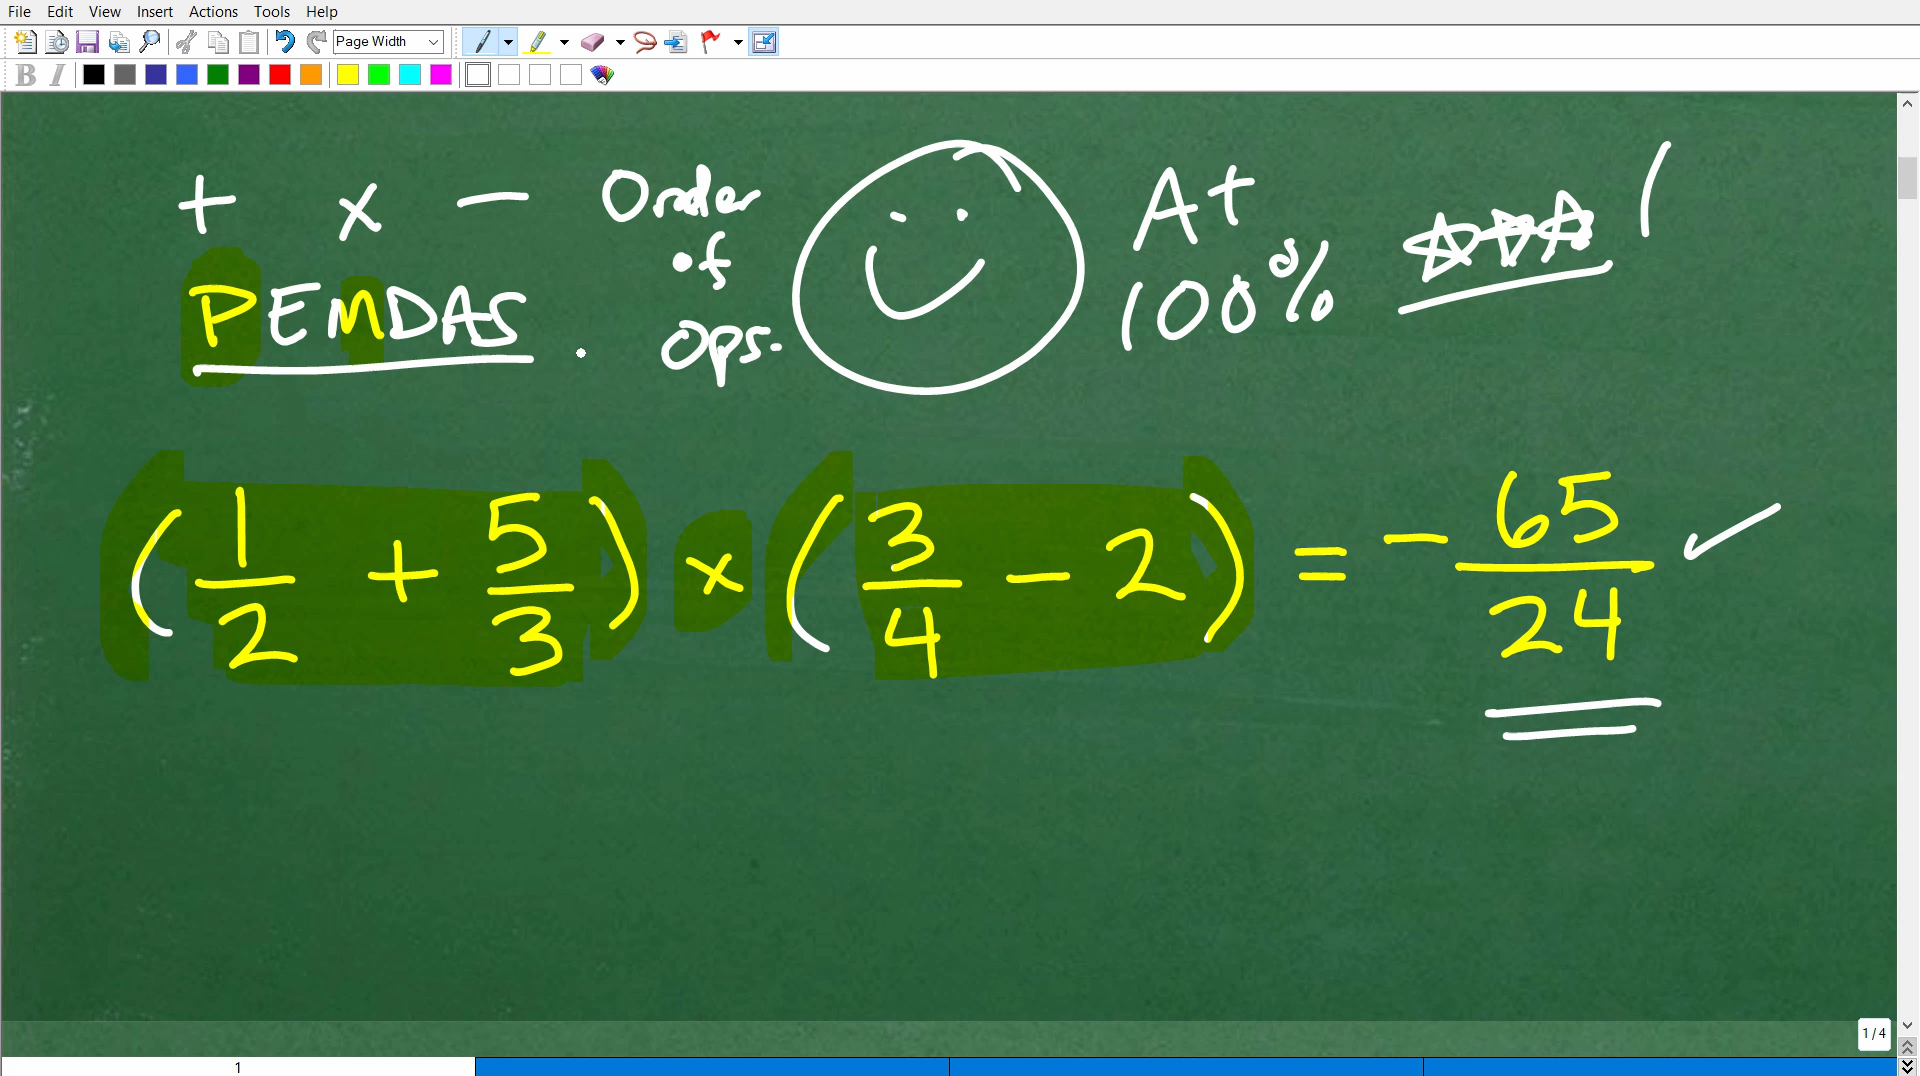 File Edit View Insert Actions Tools Help
Page Width
B I
+ x − Order of Ops.
A+
100%
PEMDAS
(1/2 + 5/3) x (3/4 − 2) = −65/24
1 / 4
1